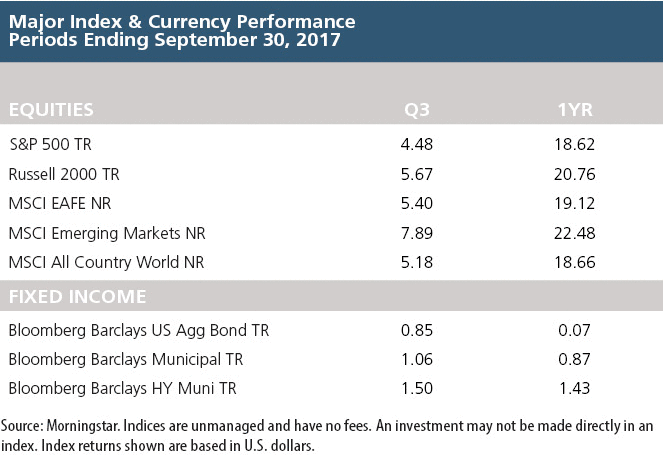 Major Index & Currency Performance
Periods Ending September 30, 2017
EQUITIES Q3 1YR
S&P 500 TR 4.48 18.62
Russell 2000 TR 5.67 20.76
MSCI EAFE NR 5.40 19.12
MSCI Emerging Markets NR 7.89 22.48
MSCI All Country World NR 5.18 18.66
FIXED INCOME
Bloomberg Barclays US Agg Bond TR 0.85 0.07
Bloomberg Barclays Municipal TR 1.06 0.87
Bloomberg Barclays HY Muni TR 1.50 1.43
Source: Morningstar. Indices are unmanaged and have no fees. An investment may not be made directly in an
index. Index returns shown are based in U.S. dollars.